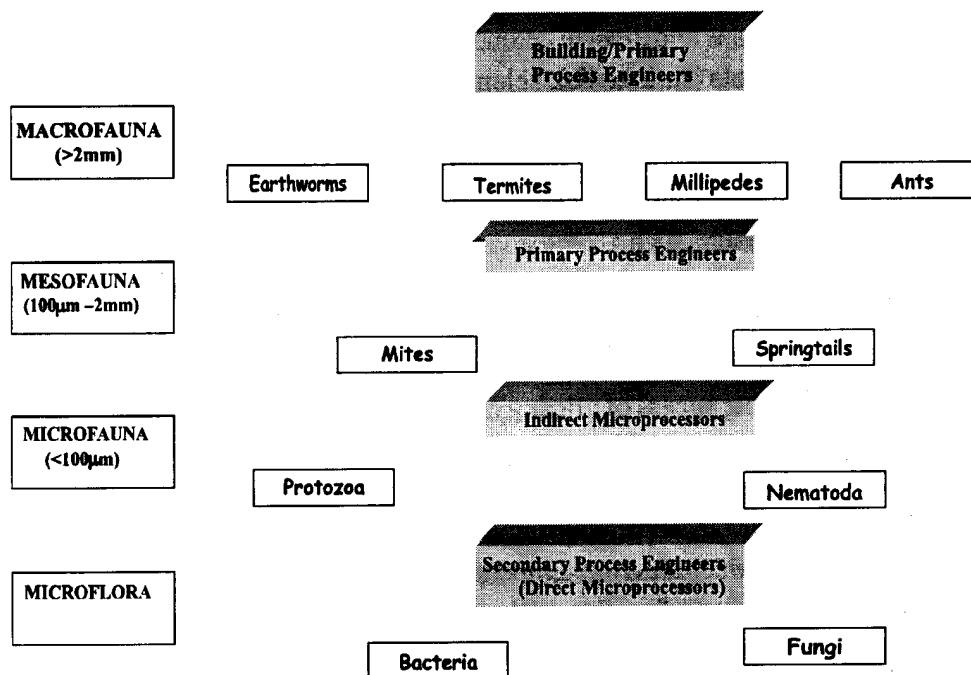 Building/Primary
Process Engineers
MACROFAUNA
(>2mm)
Earthworms
Termites
Millipedes
Ants
Primary Process Engineers
MESOFAUNA
(100µm –2mm)
Mites
Springtails
Indirect Microprocessors
MICROFAUNA
(<100µm)
Protozoa
Nematoda
Secondary Process Engineers
(Direct Microprocessors)
MICROFLORA
Bacteria
Fungi